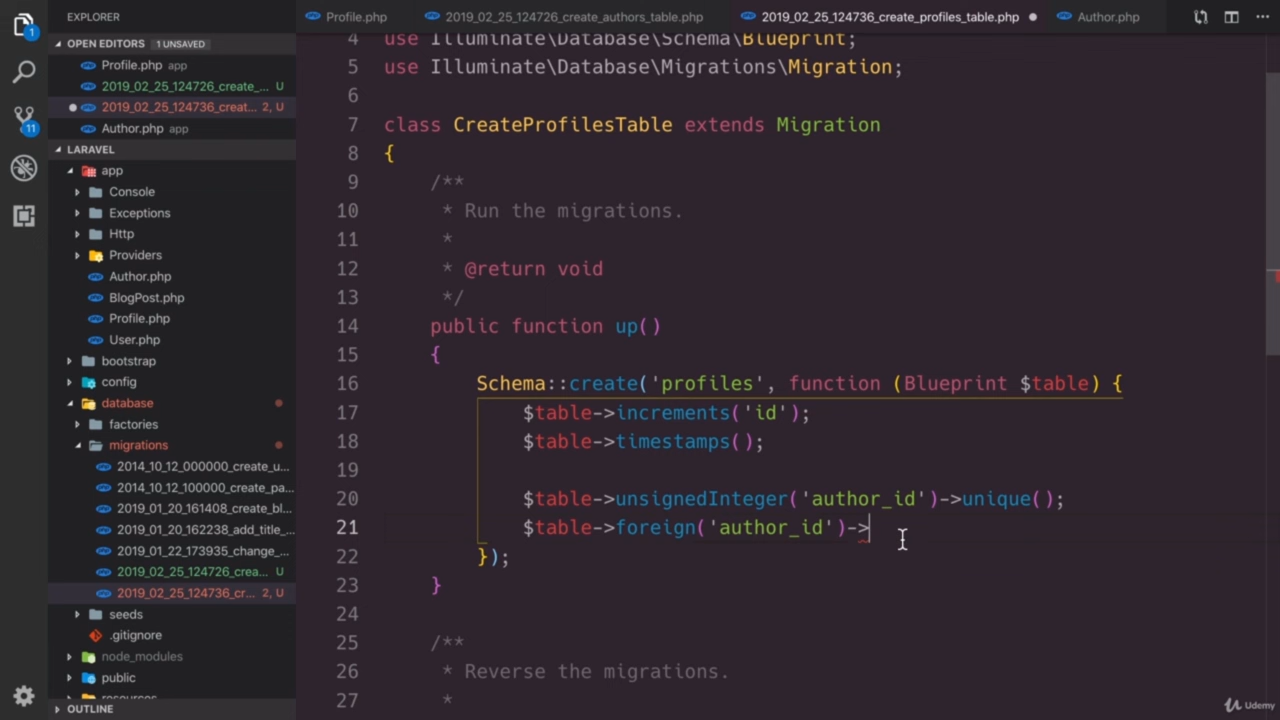 EXPLORER
Profile.php
2019_02_25_124726_create_authors_table.php
2019_02_25_124736_create_profiles_table.php
Author.php
OPEN EDITORS 1 UNSAVED
Profile.php app
2019_02_25_124726_create_... U
2019_02_25_124736_creat... 2, U
Author.php app
LARAVEL
app
Console
Exceptions
Http
Providers
Author.php
BlogPost.php
Profile.php
User.php
bootstrap
config
database
factories
migrations
2014_10_12_000000_create_u...
2014_10_12_100000_create_pa...
2019_01_20_161408_create_bl...
2019_01_20_162238_add_title_...
2019_01_22_173935_change_...
2019_02_25_124726_crea... U
2019_02_25_124736_cr... 2, U
seeds
.gitignore
node_modules
public
resources
OUTLINE
1
11
4 use Illuminate\Database\Schema\Blueprint;
5 use Illuminate\Database\Migrations\Migration;
6
7 class CreateProfilesTable extends Migration
8 {
9 /**
10 * Run the migrations.
11 *
12 * @return void
13 */
14 public function up()
15 {
16 Schema::create('profiles', function (Blueprint $table) {
17 $table->increments('id');
18 $table->timestamps();
19
20 $table->unsignedInteger('author_id')->unique();
21 $table->foreign('author_id')->
22 });
23 }
24
25 /**
26 * Reverse the migrations.
27 *
Udemy